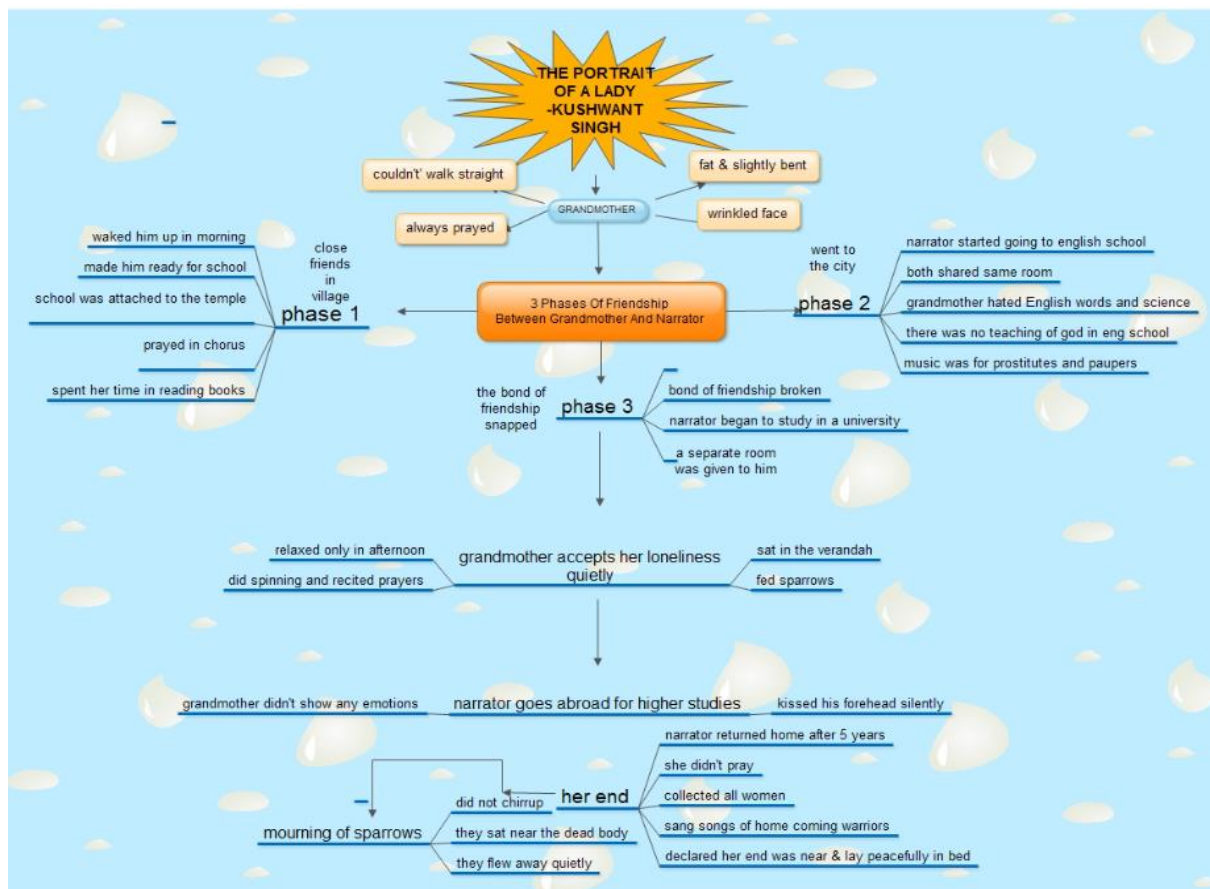 THE PORTRAIT
OF A LADY
-KUSHWANT
SINGH
couldn't' walk straight
fat & slightly bent
GRANDMOTHER
always prayed
wrinkled face
waked him up in morning
made him ready for school
school was attached to the temple
prayed in chorus
spent her time in reading books
close
friends
in
village
phase 1
3 Phases Of Friendship
Between Grandmother And Narrator
went to
the city
phase 2
narrator started going to english school
both shared same room
grandmother hated English words and science
there was no teaching of god in eng school
music was for prostitutes and paupers
the bond of
friendship
snapped
phase 3
bond of friendship broken
narrator began to study in a university
a separate room
was given to him
relaxed only in afternoon
did spinning and recited prayers
grandmother accepts her loneliness
quietly
sat in the verandah
fed sparrows
grandmother didn't show any emotions
narrator goes abroad for higher studies
kissed his forehead silently
her end
narrator returned home after 5 years
she didn't pray
collected all women
sang songs of home coming warriors
declared her end was near & lay peacefully in bed
mourning of sparrows
did not chirrup
they sat near the dead body
they flew away quietly